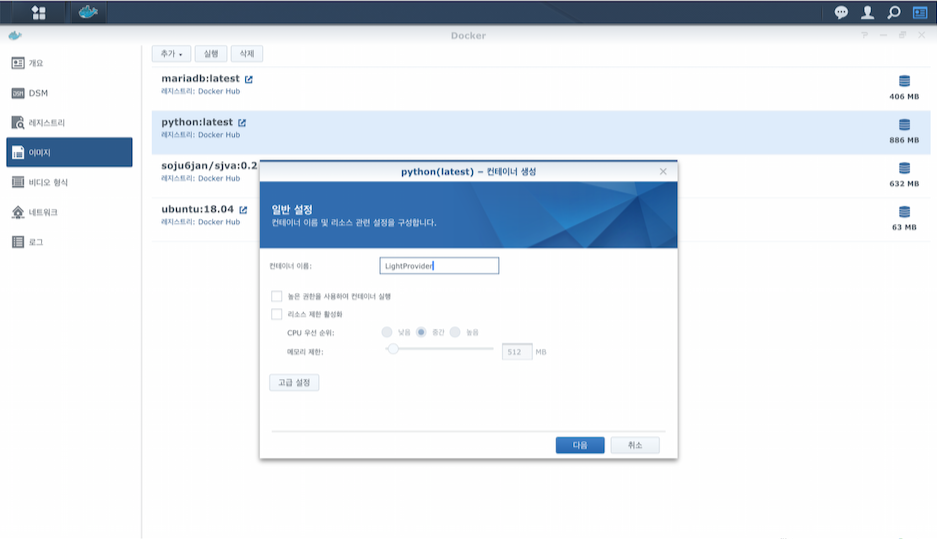 Docker
개요
DSM
레지스트리
이미지
비디오 형식
네트워크
로그
추가 실행 삭제
mariadb:latest
레지스트리: Docker Hub
406 MB
python:latest
레지스트리: Docker Hub
886 MB
soju6jan/sjva:0.2
레지스트리: Docker Hub
632 MB
ubuntu:18.04
레지스트리: Docker Hub
63 MB
python(latest) – 컨테이너 생성
일반 설정
컨테이너 이름 및 리소스 관련 설정을 구성합니다.
컨테이너 이름: LightProvider
높은 권한을 사용하여 컨테이너 실행
리소스 제한 활성화
CPU 우선 순위: 낮음 중간 높음
메모리 제한: 512 MB
고급 설정
다음 취소